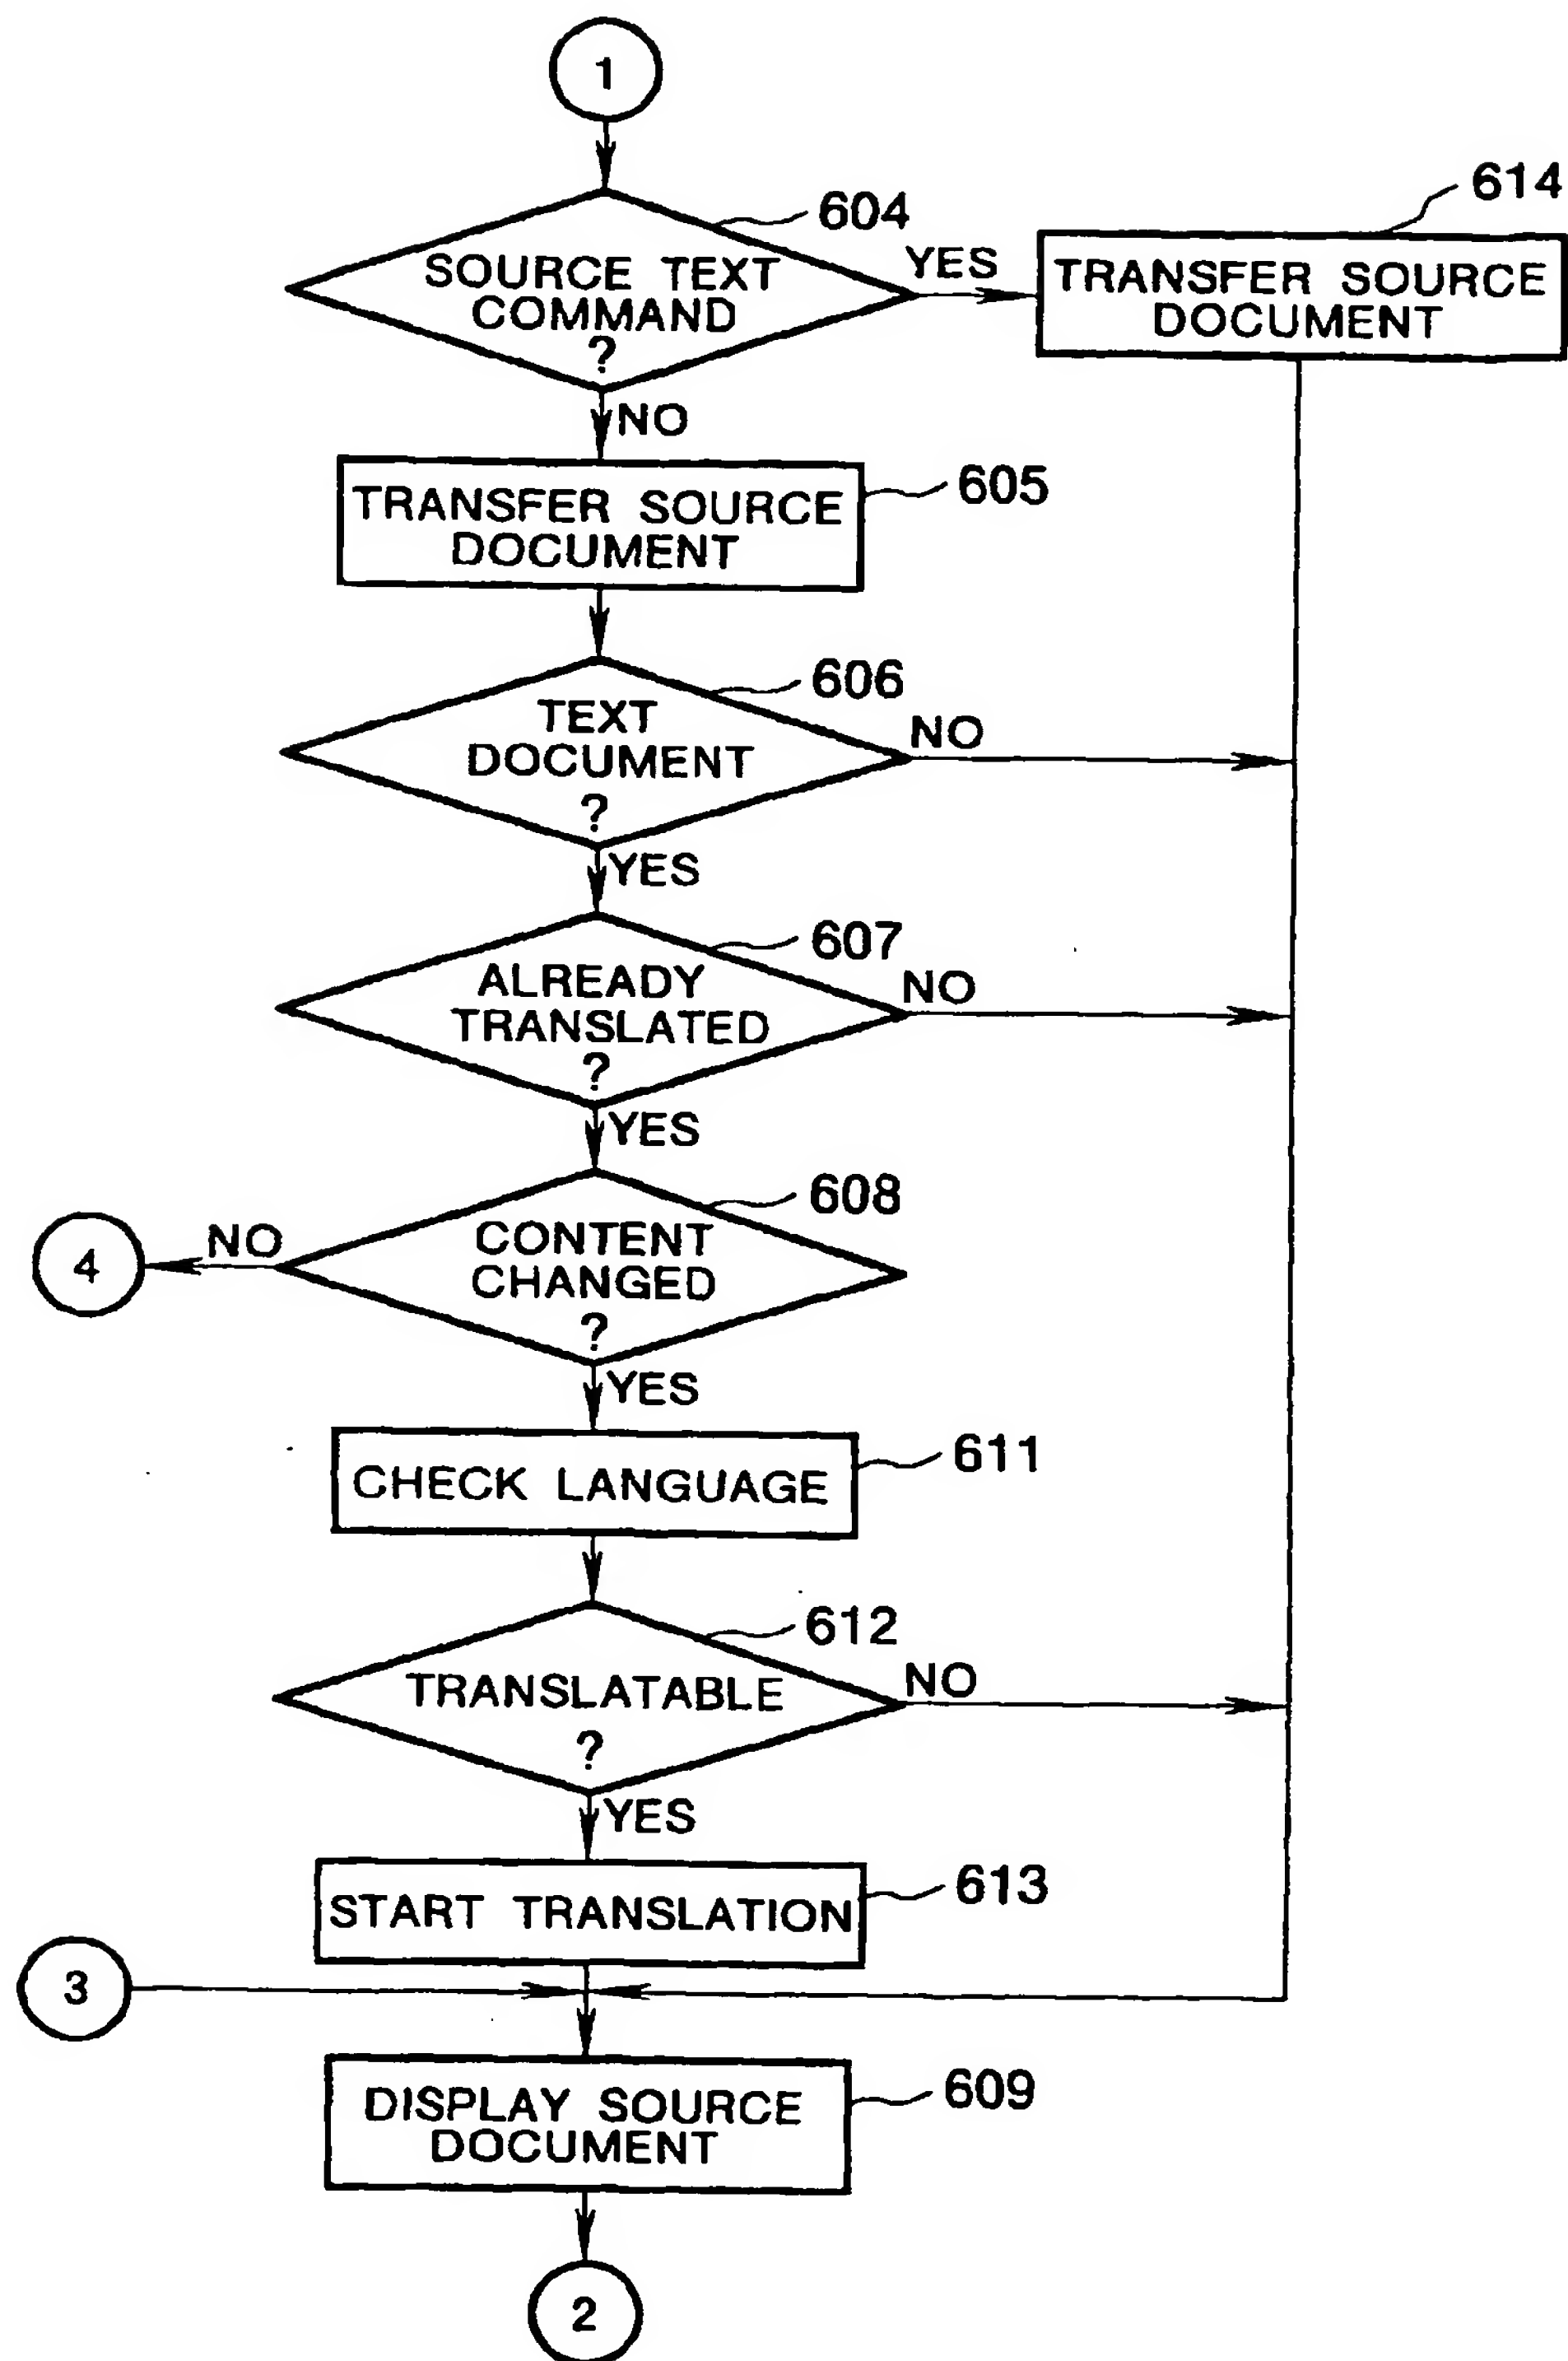 1
604
SOURCE TEXT
COMMAND
?
YES
614
TRANSFER SOURCE
DOCUMENT
NO
605
TRANSFER SOURCE
DOCUMENT
606
TEXT
DOCUMENT
?
NO
YES
607
ALREADY
TRANSLATED
?
NO
YES
608
CONTENT
CHANGED
?
NO
4
YES
611
CHECK LANGUAGE
612
TRANSLATABLE
?
NO
YES
613
START TRANSLATION
3
609
DISPLAY SOURCE
DOCUMENT
2